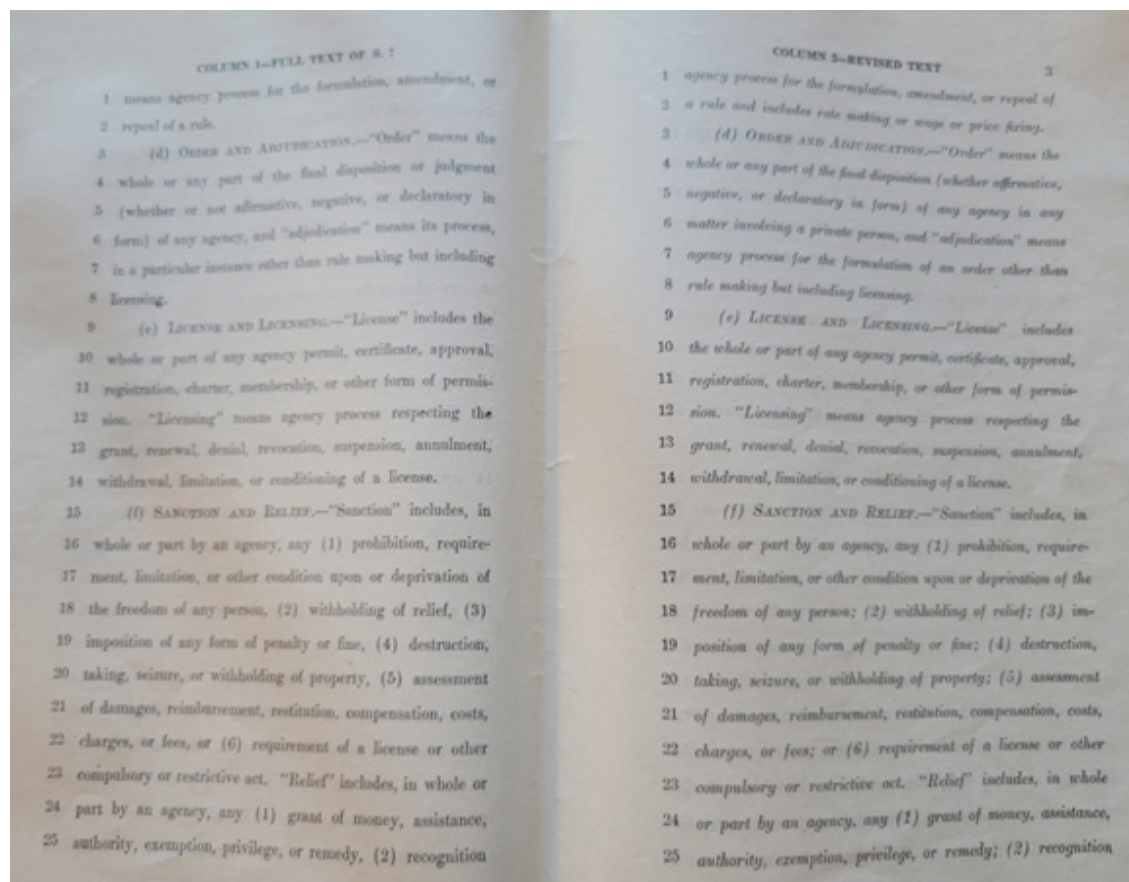 COLUMN 1—FULL TEXT OF S. 7
1 means agency process for the formulation, amendment, or
2 repeal of a rule.
3 (d) ORDER AND ADJUDICATION.—"Order" means the
4 whole or any part of the final disposition or judgment
5 (whether or not affirmative, negative, or declaratory in
6 form) of any agency, and "adjudication" means its process,
7 in a particular instance other than rule making but including
8 licensing.
9 (e) LICENSE AND LICENSING.—"License" includes the
10 whole or part of any agency permit, certificate, approval,
11 registration, charter, membership, or other form of permis-
12 sion. "Licensing" means agency process respecting the
13 grant, renewal, denial, revocation, suspension, annulment,
14 withdrawal, limitation, or conditioning of a license.
15 (f) SANCTION AND RELIEF.—"Sanction" includes, in
16 whole or part by an agency, any (1) prohibition, require-
17 ment, limitation, or other condition upon or deprivation of
18 the freedom of any person, (2) withholding of relief, (3)
19 imposition of any form of penalty or fine, (4) destruction,
20 taking, seizure, or withholding of property, (5) assessment
21 of damages, reimbursement, restitution, compensation, costs,
22 charges, or fees, or (6) requirement of a license or other
23 compulsory or restrictive act. "Relief" includes, in whole or
24 part by an agency, any (1) grant of money, assistance,
25 authority, exemption, privilege, or remedy, (2) recognition
COLUMN 2—REVISED TEXT 3
1 agency process for the formulation, amendment, or repeal of
2 a rule and includes rate making or wage or price fixing.
3 (d) ORDER AND ADJUDICATION.—"Order" means the
4 whole or any part of the final disposition (whether affirmative,
5 negative, or declaratory in form) of any agency in any
6 matter involving a private person, and "adjudication" means
7 agency process for the formulation of an order other than
8 rule making but including licensing.
9 (e) LICENSE AND LICENSING.—"License" includes
10 the whole or part of any agency permit, certificate, approval,
11 registration, charter, membership, or other form of permis-
12 sion. "Licensing" means agency process respecting the
13 grant, renewal, denial, revocation, suspension, annulment,
14 withdrawal, limitation, or conditioning of a license.
15 (f) SANCTION AND RELIEF.—"Sanction" includes, in
16 whole or part by an agency, any (1) prohibition, require-
17 ment, limitation, or other condition upon or deprivation of the
18 freedom of any person; (2) withholding of relief; (3) im-
19 position of any form of penalty or fine; (4) destruction,
20 taking, seizure, or withholding of property; (5) assessment
21 of damages, reimbursement, restitution, compensation, costs,
22 charges, or fees; or (6) requirement of a license or other
23 compulsory or restrictive act. "Relief" includes, in whole
24 or part by an agency, any (1) grant of money, assistance,
25 authority, exemption, privilege, or remedy; (2) recognition